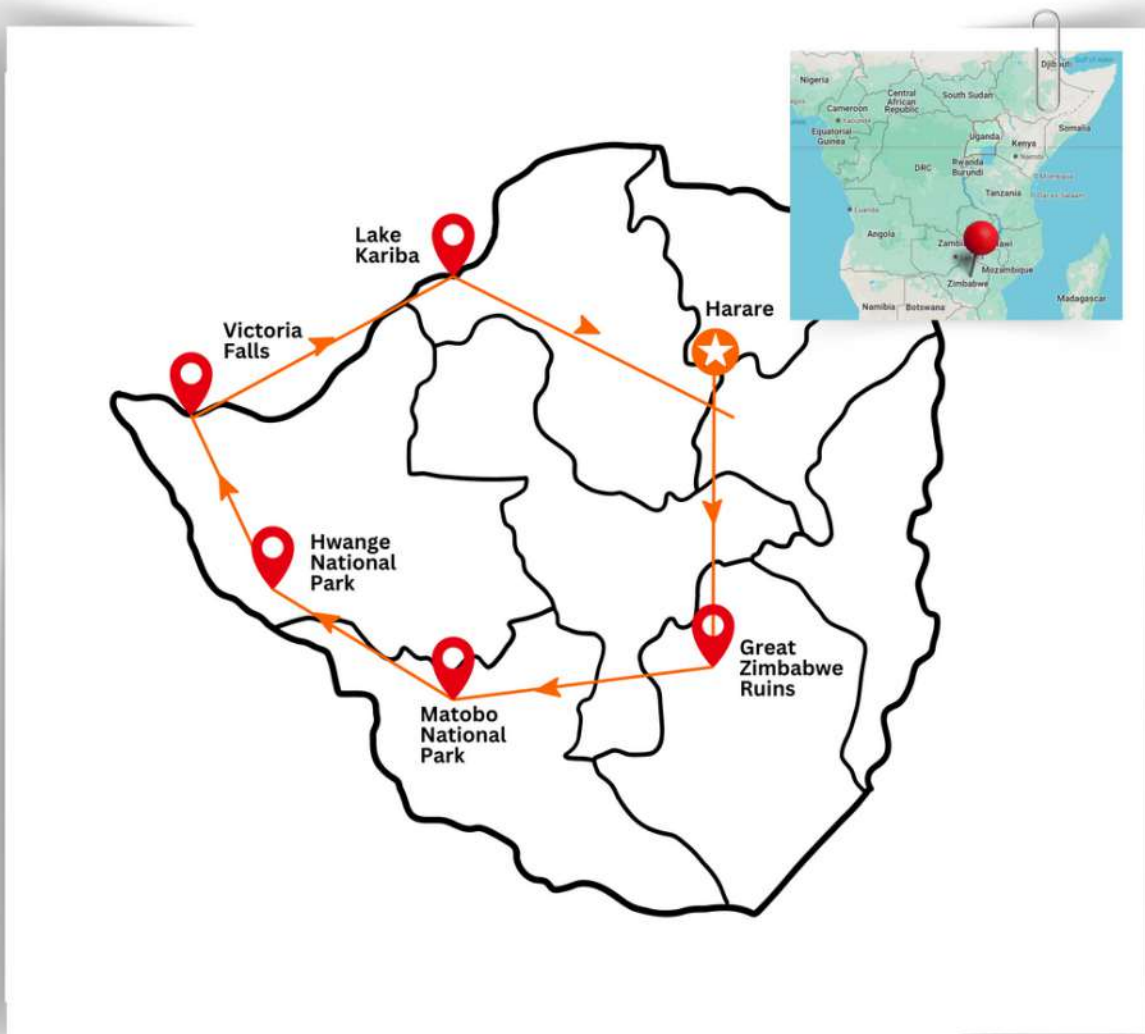 Lake
Kariba
Victoria
Falls
Harare
Hwange
National
Park
Great
Zimbabwe
Ruins
Matobo
National
Park
Nigeria
Cameroon
Central
African
Republic
South Sudan
Equatorial
Guinea
Uganda
Kenya
Somalia
DRC
Rwanda
Burundi
Tanzania
Angola
Mozambique
Zimbabwe
Namibia
Botswana
Madagascar